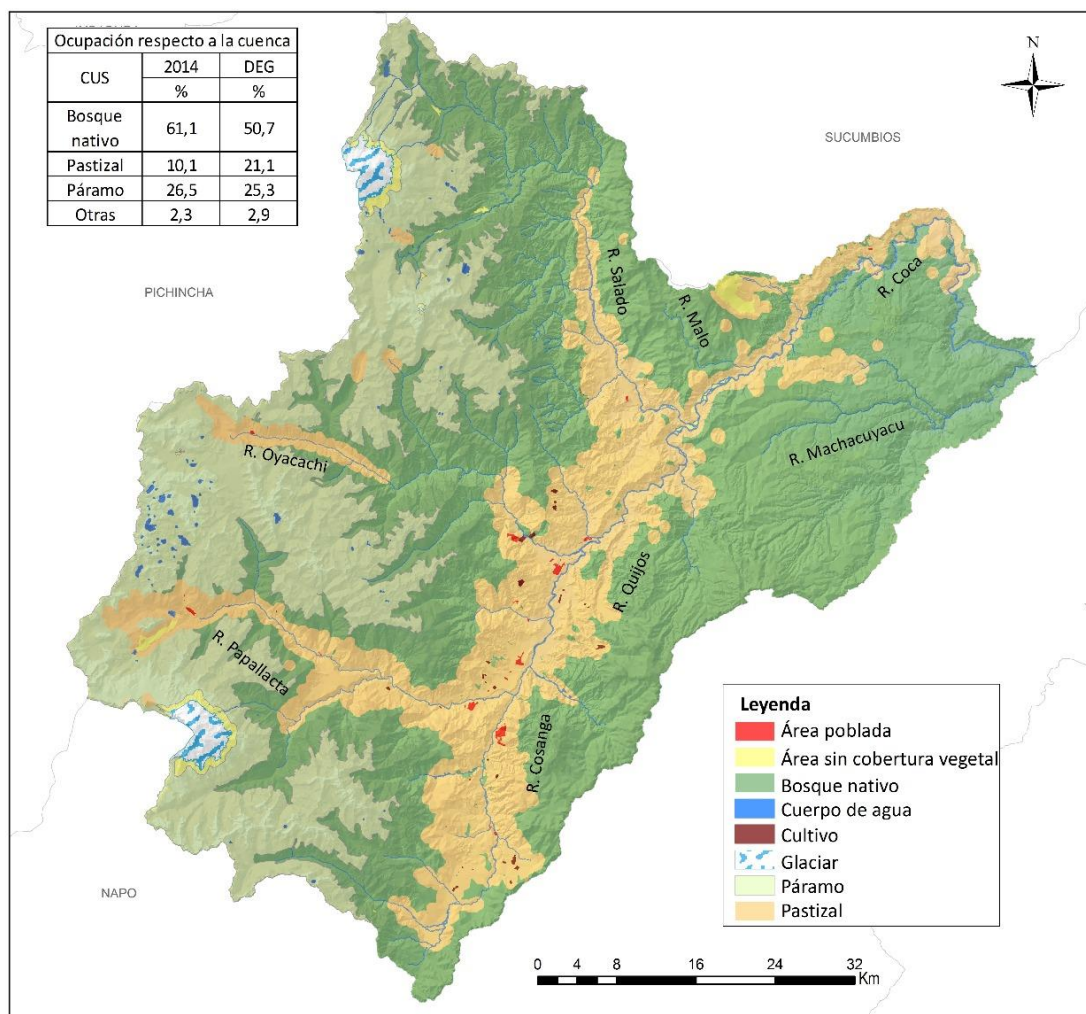 Ocupación respecto a la cuenca
CUS 2014 DEG
% %
Bosque nativo 61,1 50,7
Pastizal 10,1 21,1
Páramo 26,5 25,3
Otras 2,3 2,9
N
SUCUMBIOS
PICHINCHA
NAPO
R. Salado
R. Malo
R. Coca
R. Machacuyacu
R. Oyacachi
R. Quijos
R. Papallacta
R. Cosanga
Leyenda
Área poblada
Área sin cobertura vegetal
Bosque nativo
Cuerpo de agua
Cultivo
Glaciar
Páramo
Pastizal
0 2 4 8 16 24 32
Km